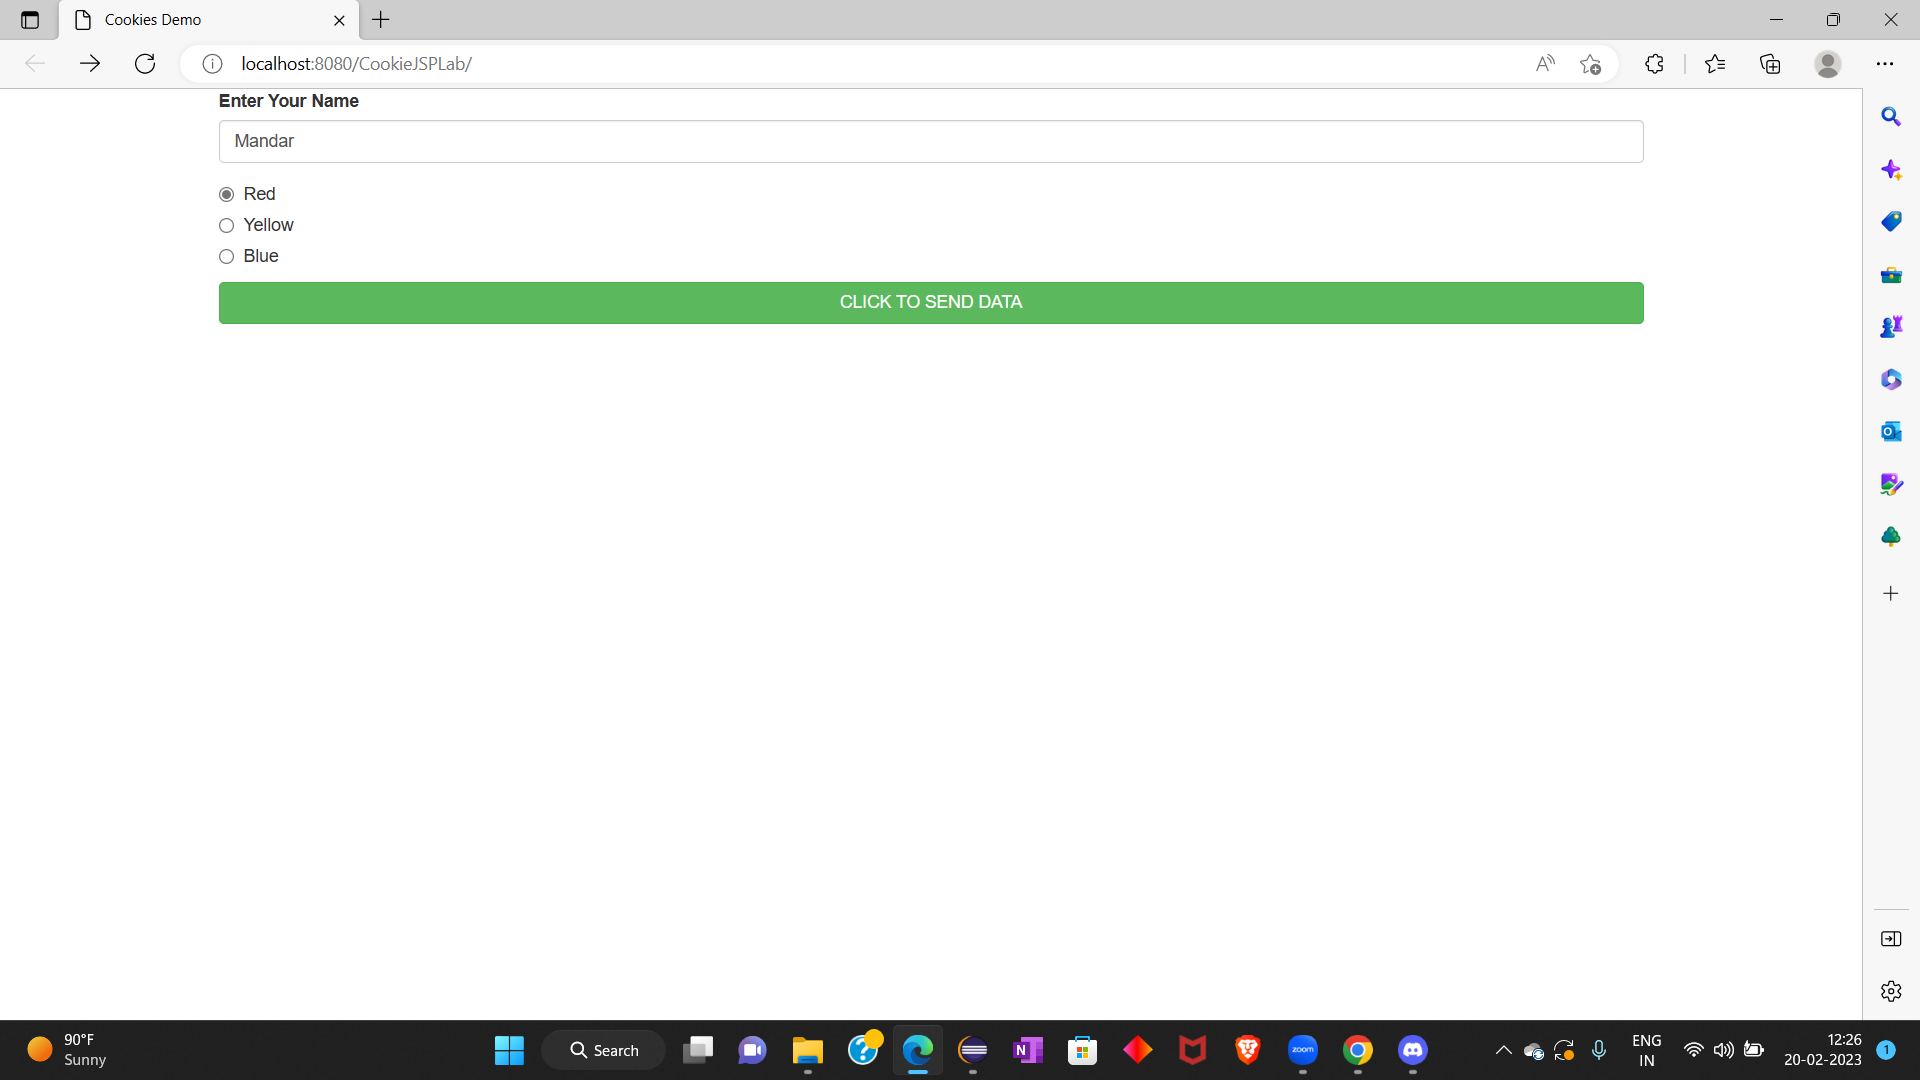 Cookies Demo
localhost:8080/CookieJSPLab/
Enter Your Name
Mandar
Red
Yellow
Blue
CLICK TO SEND DATA
90°F
Sunny
Search
zoom
ENG
IN
12:26
20-02-2023
1